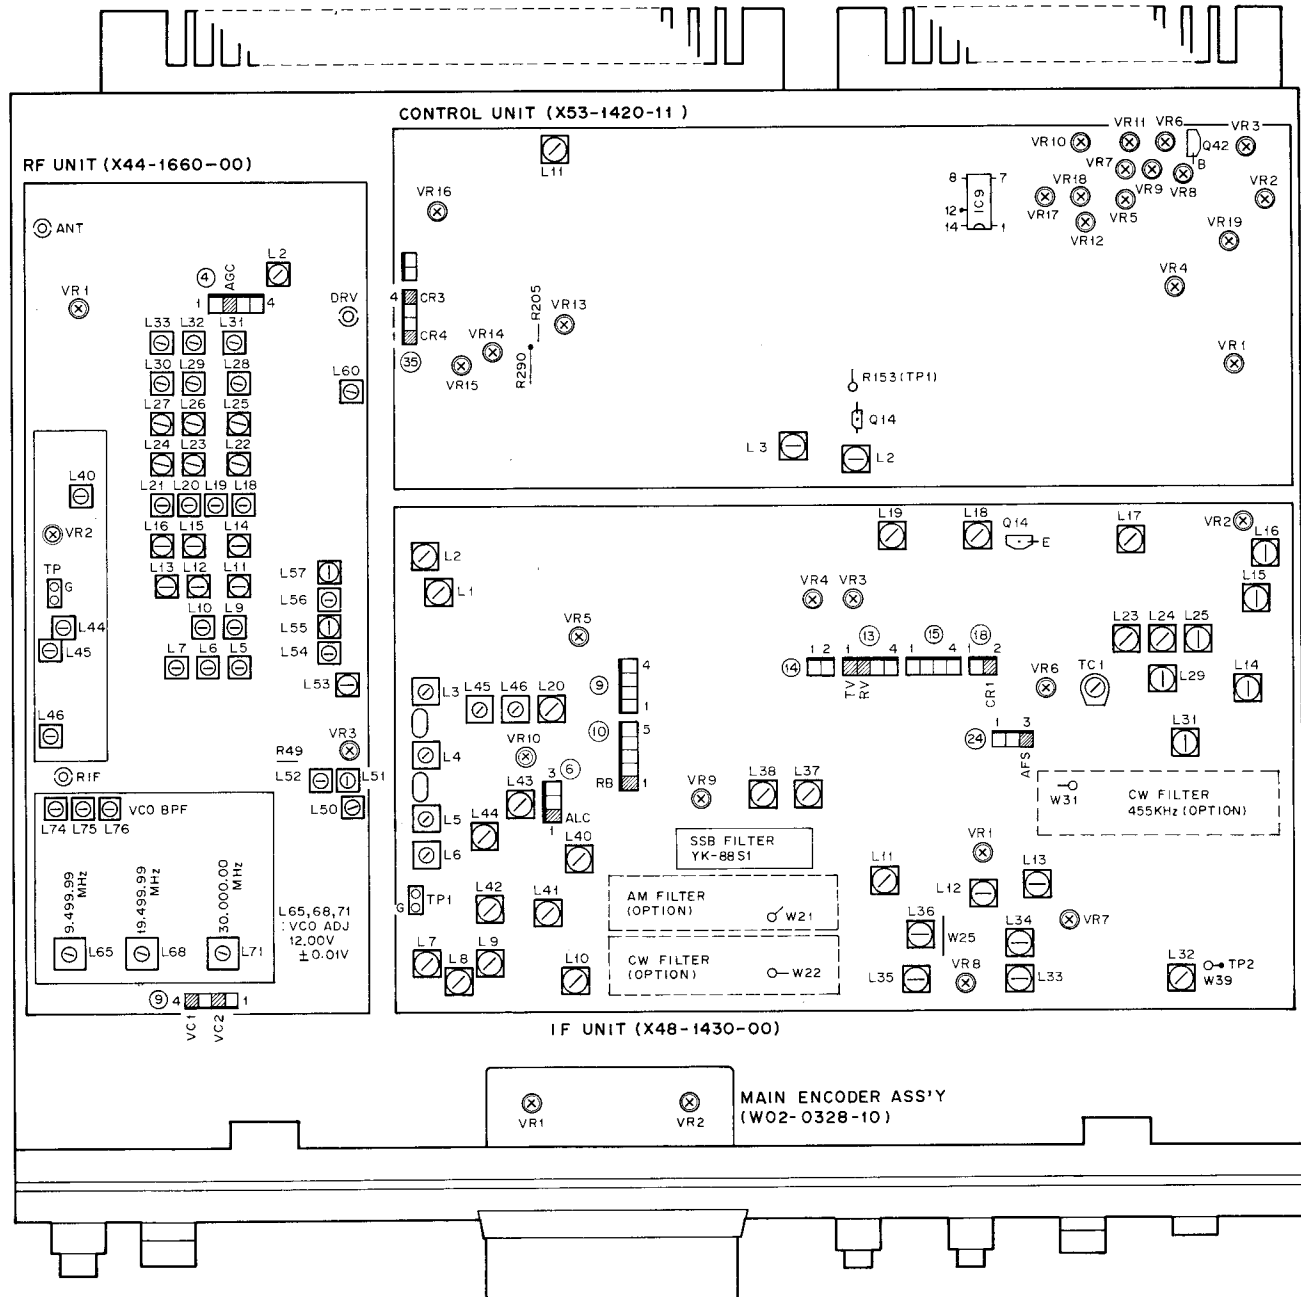 CONTROL UNIT (X53-1420-11)
L11
VR16
VR10
VR11
VR6
Q42
B
VR3
VR7
VR9
VR8
VR2
8
7
12
14
1
IC9
VR17
VR18
VR5
VR12
VR19
VR4
VR1
4
CR3
1
CR4
35
R205
VR13
VR14
VR15
R290
R153(TP1)
Q14
L3
L2
RF UNIT (X44-1660-00)
ANT
L2
4
AGC
1
4
VR1
DRV
L33
L32
L31
L30
L29
L28
L60
L27
L26
L25
L24
L23
L22
L40
L21
L20
L19
L18
VR2
L16
L15
L14
TP
G
L13
L12
L11
L57
L56
L10
L9
L55
L44
L45
L7
L6
L5
L54
L53
L46
VR3
R49
RIF
L52
L51
L50
VCO BPF
L74
L75
L76
9.499.99
MHz
19.499.99
MHz
30.000.00
MHz
L65
L68
L71
L65,68,71
: VCO ADJ
12.00V
±0.01V
9
4
1
VC1
VC2
L19
L18
Q14
E
L17
VR2
L16
L2
L1
VR4
VR3
L15
VR5
L23
L24
L25
14
1 2
13
1
4
TV
RV
15
1
4
18
1
2
CR1
VR6
TC1
L29
L14
9
4
1
L3
L45
L46
L20
10
5
RB
1
24
1
3
AFS
L31
L4
VR10
6
3
1
ALC
L43
VR9
L38
L37
W31
CW FILTER
455KHz (OPTION)
L5
L44
L40
SSB FILTER
YK-88S1
VR1
L6
L11
L12
L13
G
TP1
L42
L41
AM FILTER
(OPTION)
W21
L36
W25
L34
VR7
L7
L8
L9
L10
CW FILTER
(OPTION)
W22
L35
VR8
L33
L32
TP2
W39
IF UNIT (X48-1430-00)
VR1
VR2
MAIN ENCODER ASS'Y
(W02-0328-10)